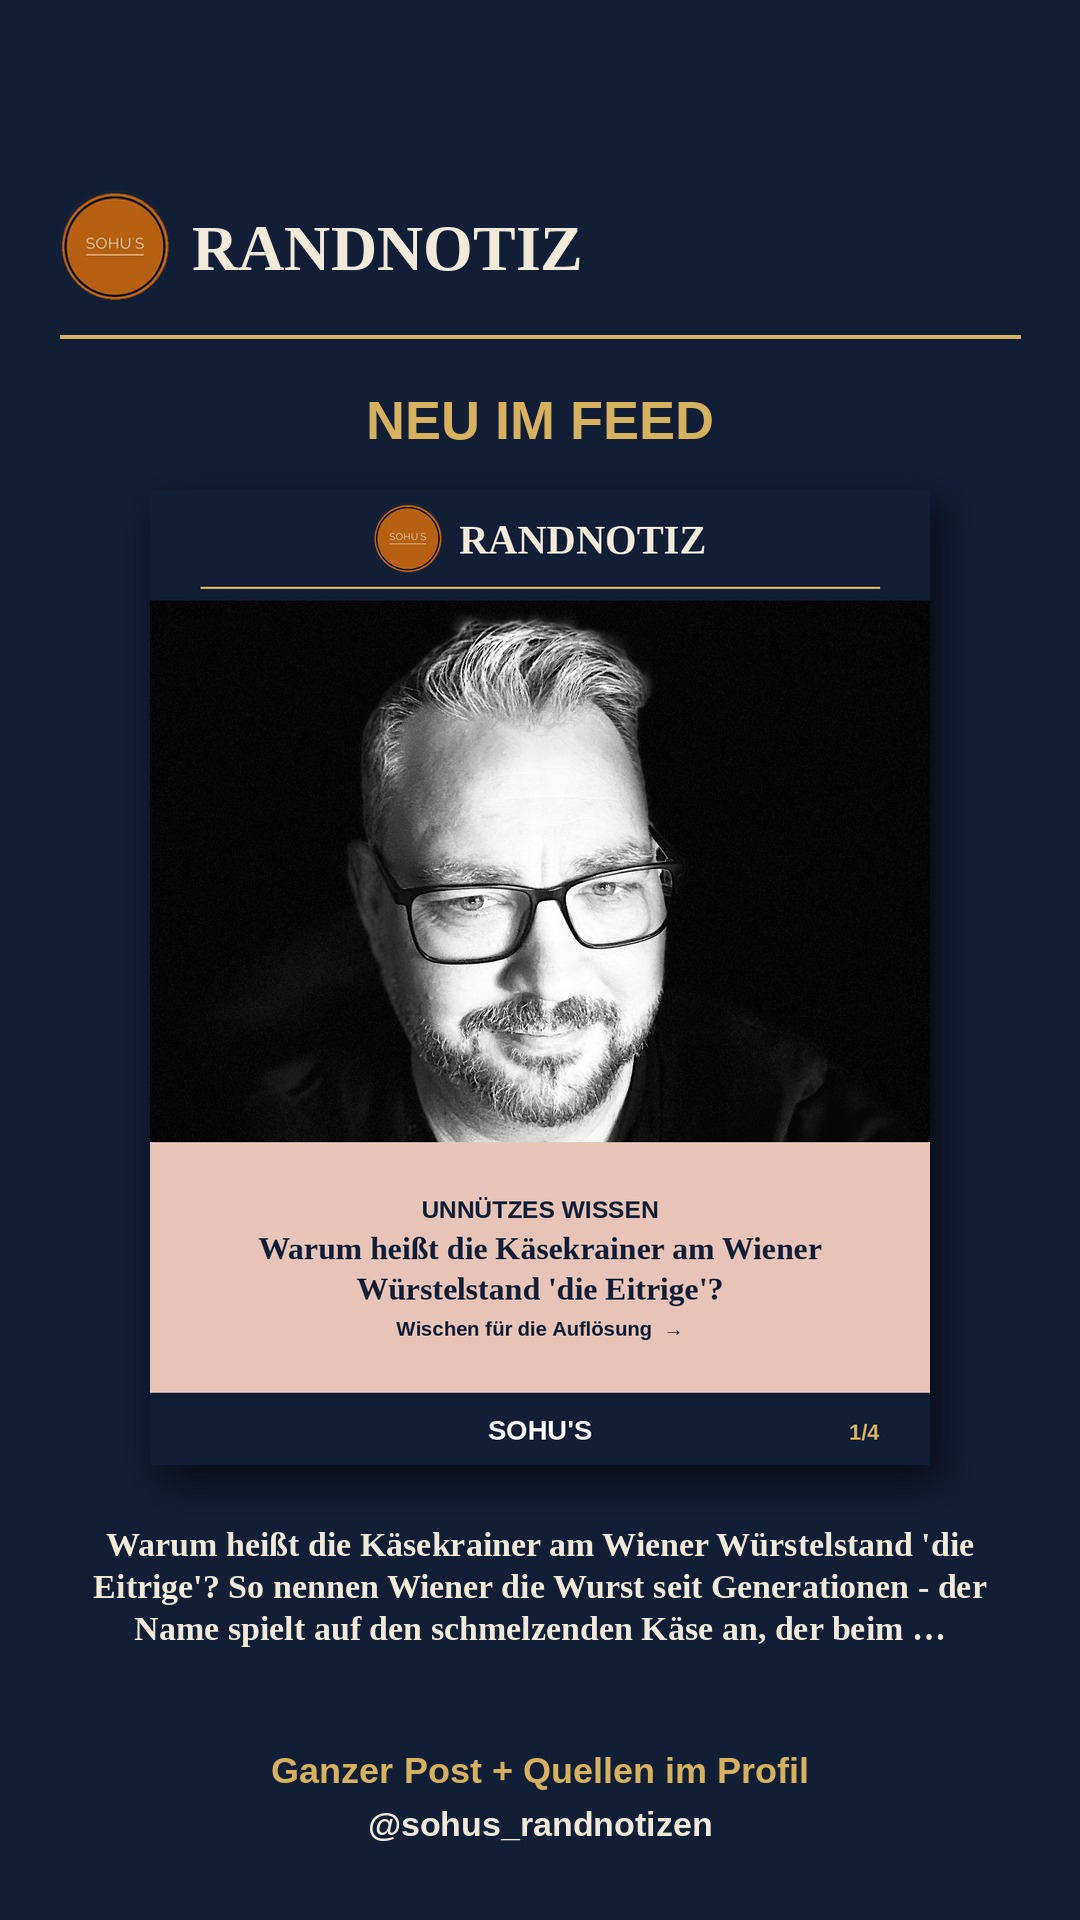 SOHU'S
RANDNOTIZ
NEU IM FEED
SOHU'S
RANDNOTIZ
UNNÜTZES WISSEN
Warum heißt die Käsekrainer am Wiener
Würstelstand 'die Eitrige'?
Wischen für die Auflösung →
SOHU'S
1/4
Warum heißt die Käsekrainer am Wiener Würstelstand 'die
Eitrige'? So nennen Wiener die Wurst seit Generationen - der
Name spielt auf den schmelzenden Käse an, der beim …
Ganzer Post + Quellen im Profil
@sohus_randnotizen